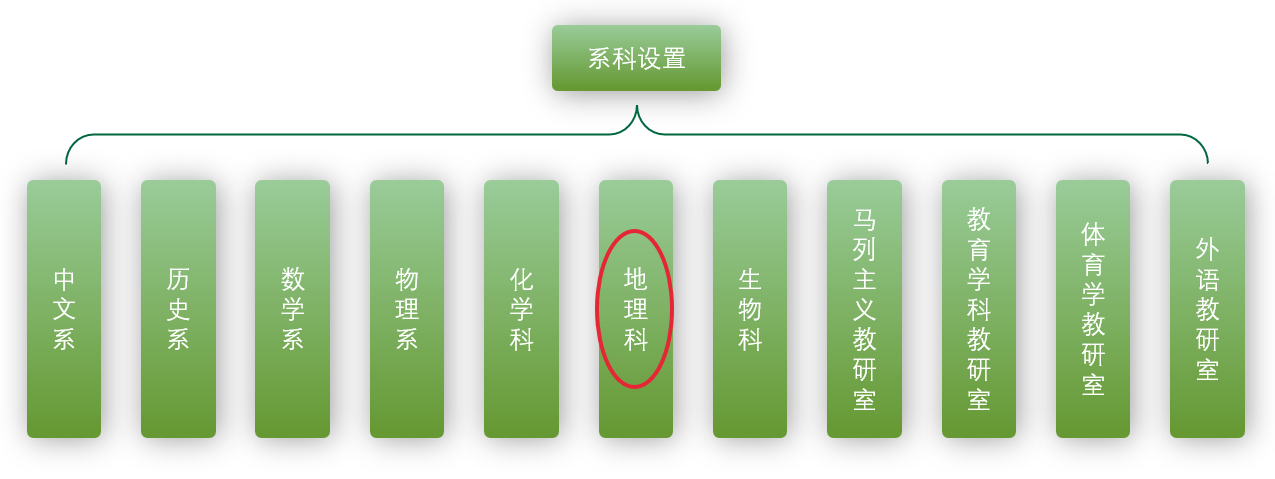 系科设置
中文系
历史系
数学系
物理系
化学科
地理科
生物科
马列主义教研室
教育学科教研室
体育学教研室
外语教研室